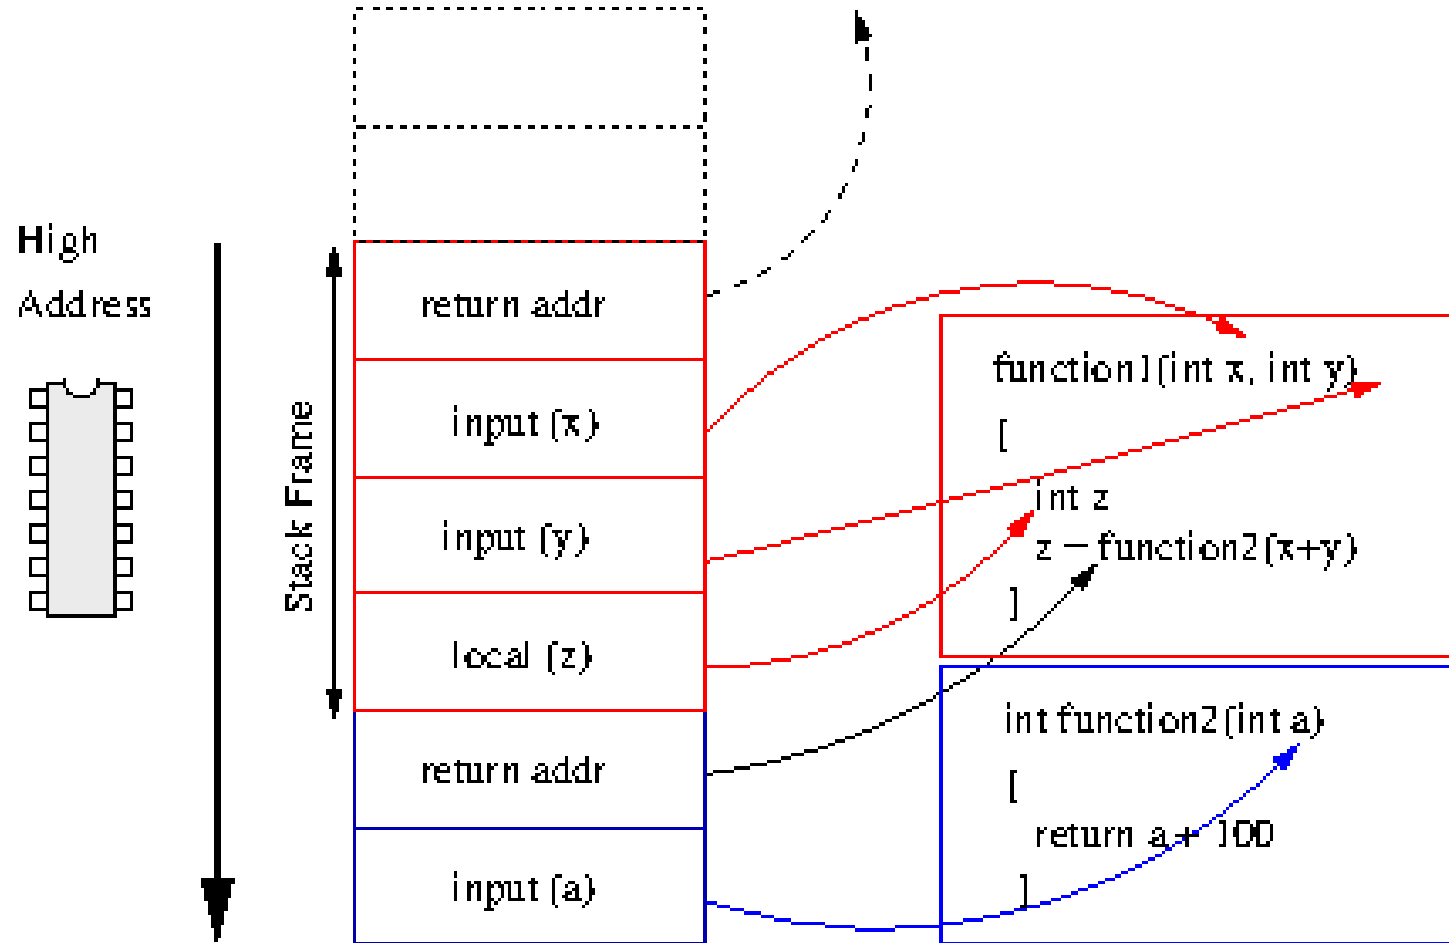 High
Address
Stack Frame
return addr
input (x)
input (y)
local (z)
return addr
input (a)
function1(int x, int y)
[
int z
z = function2(x+y)
]
int function2(int a)
[
return a + 100
]